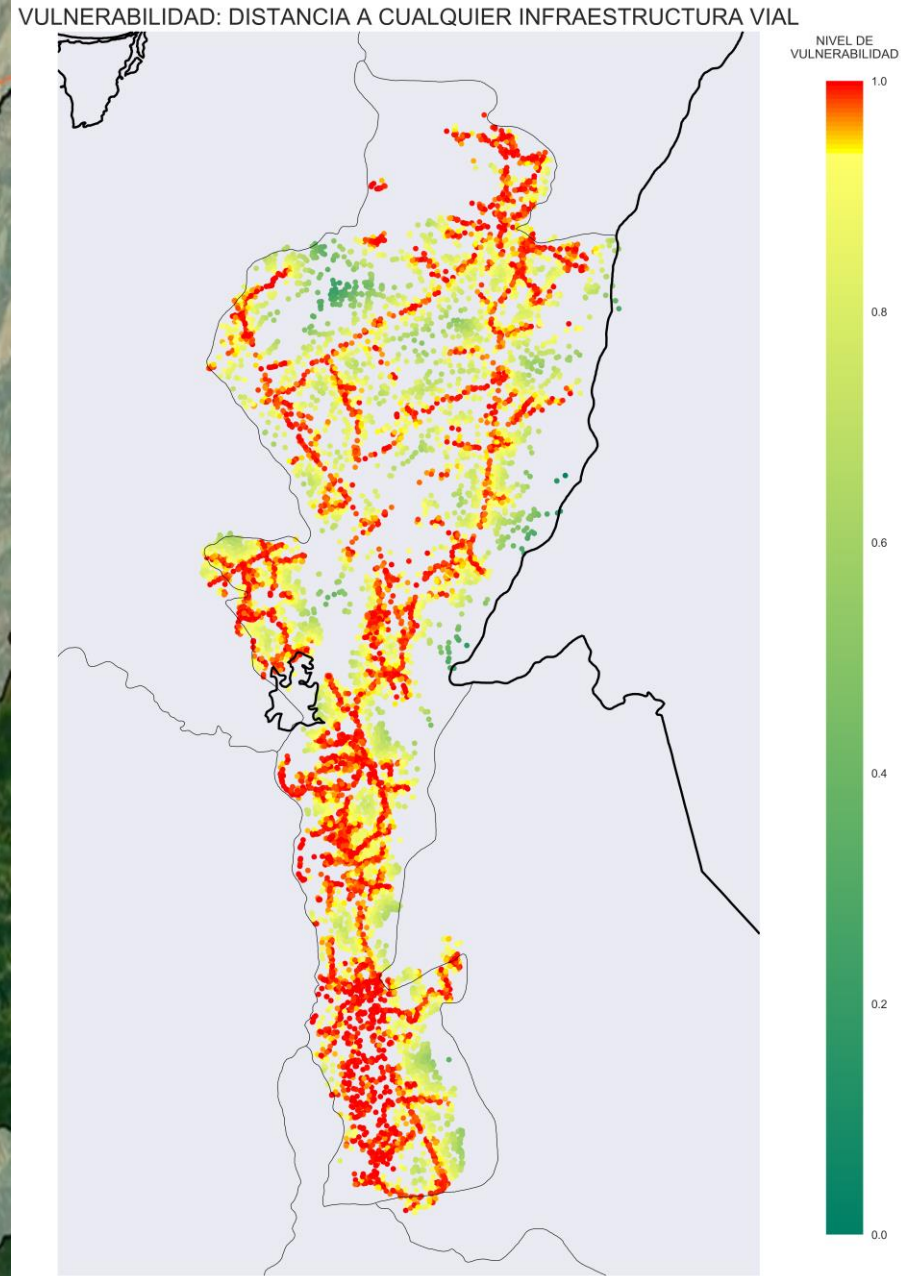 VULNERABILIDAD: DISTANCIA A CUALQUIER INFRAESTRUCTURA VIAL
NIVEL DE
VULNERABILIDAD
1.0
0.8
0.6
0.4
0.2
0.0